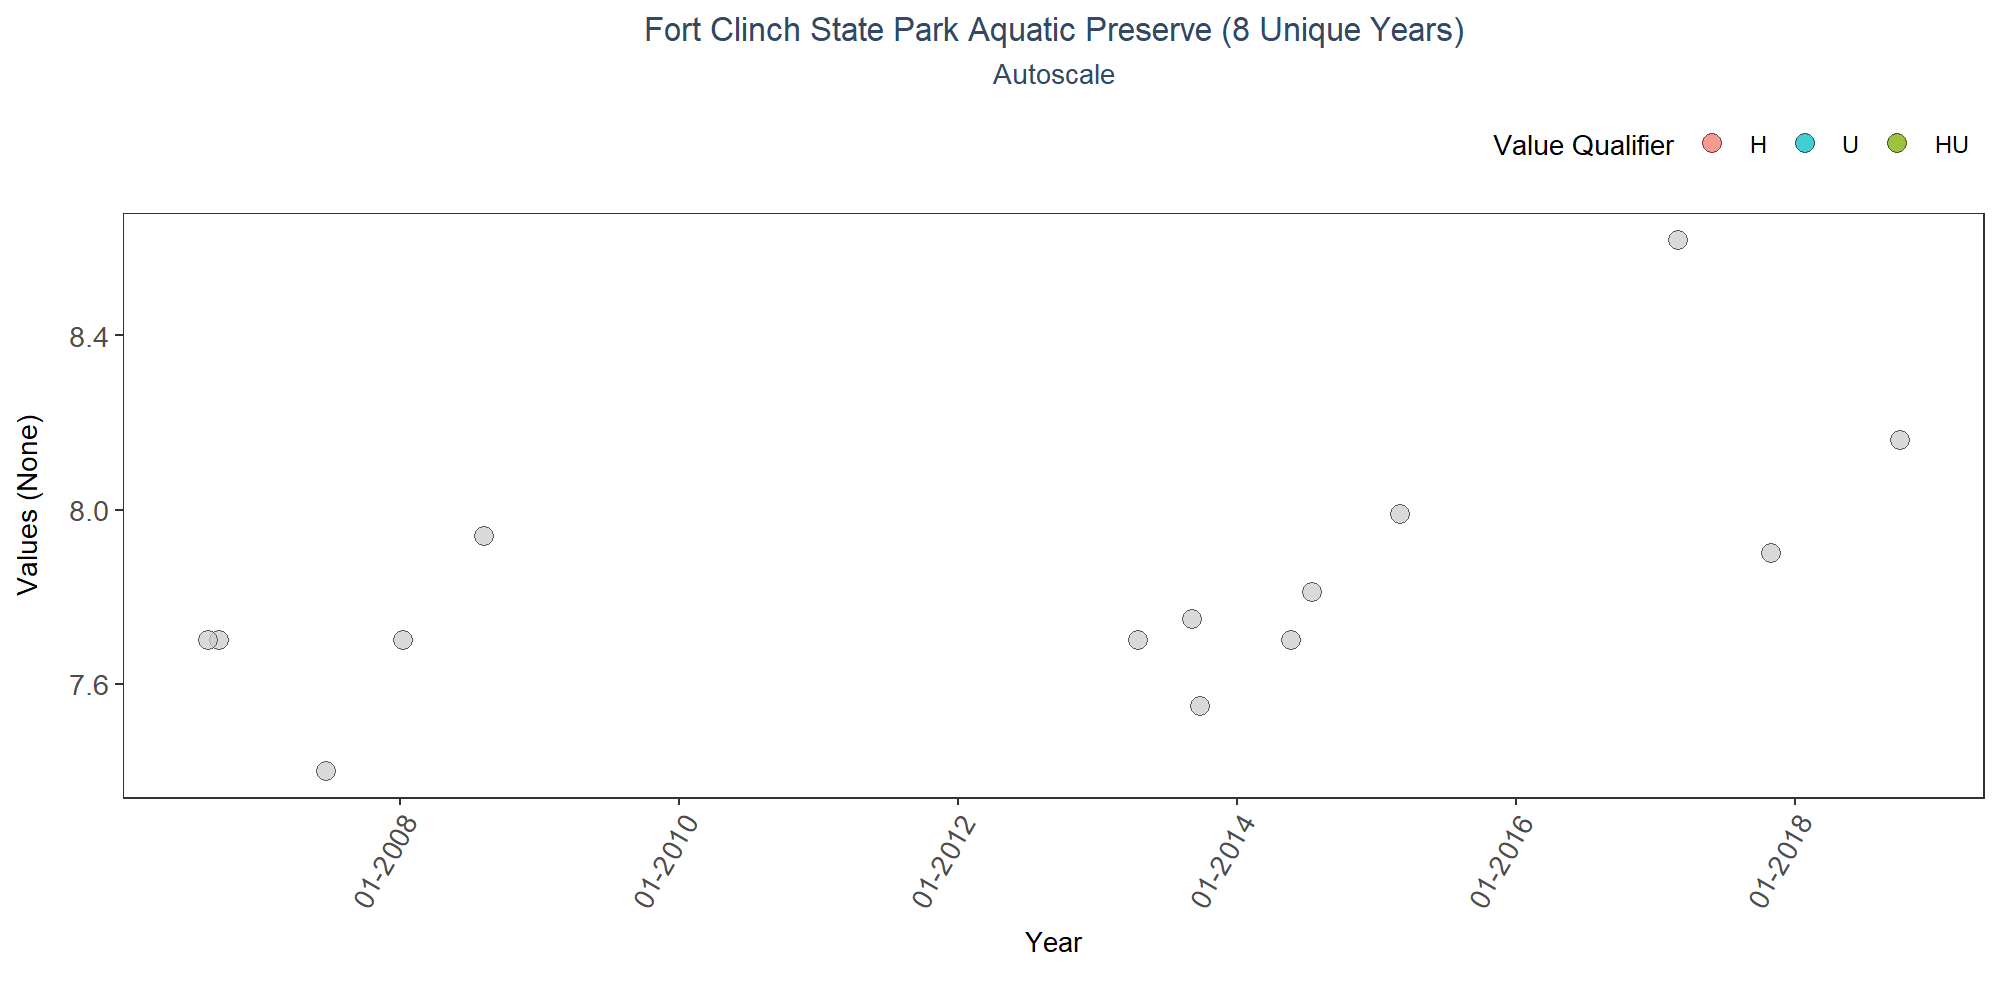 Fort Clinch State Park Aquatic Preserve (8 Unique Years)
Autoscale
Value Qualifier H U HU
Values (None)
8.4
8.0
7.6
01-2008 01-2010 01-2012 01-2014 01-2016 01-2018
Year